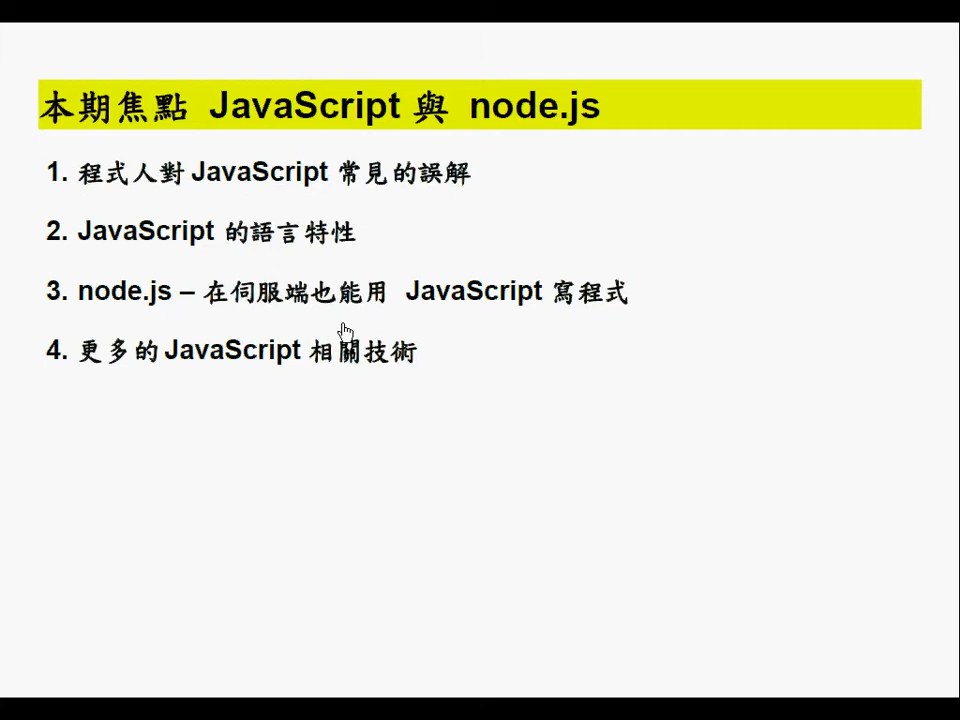 本期焦點 JavaScript 與 node.js
1. 程式人對 JavaScript 常見的誤解
2. JavaScript 的語言特性
3. node.js – 在伺服端也能用 JavaScript 寫程式
4. 更多的 JavaScript 相關技術